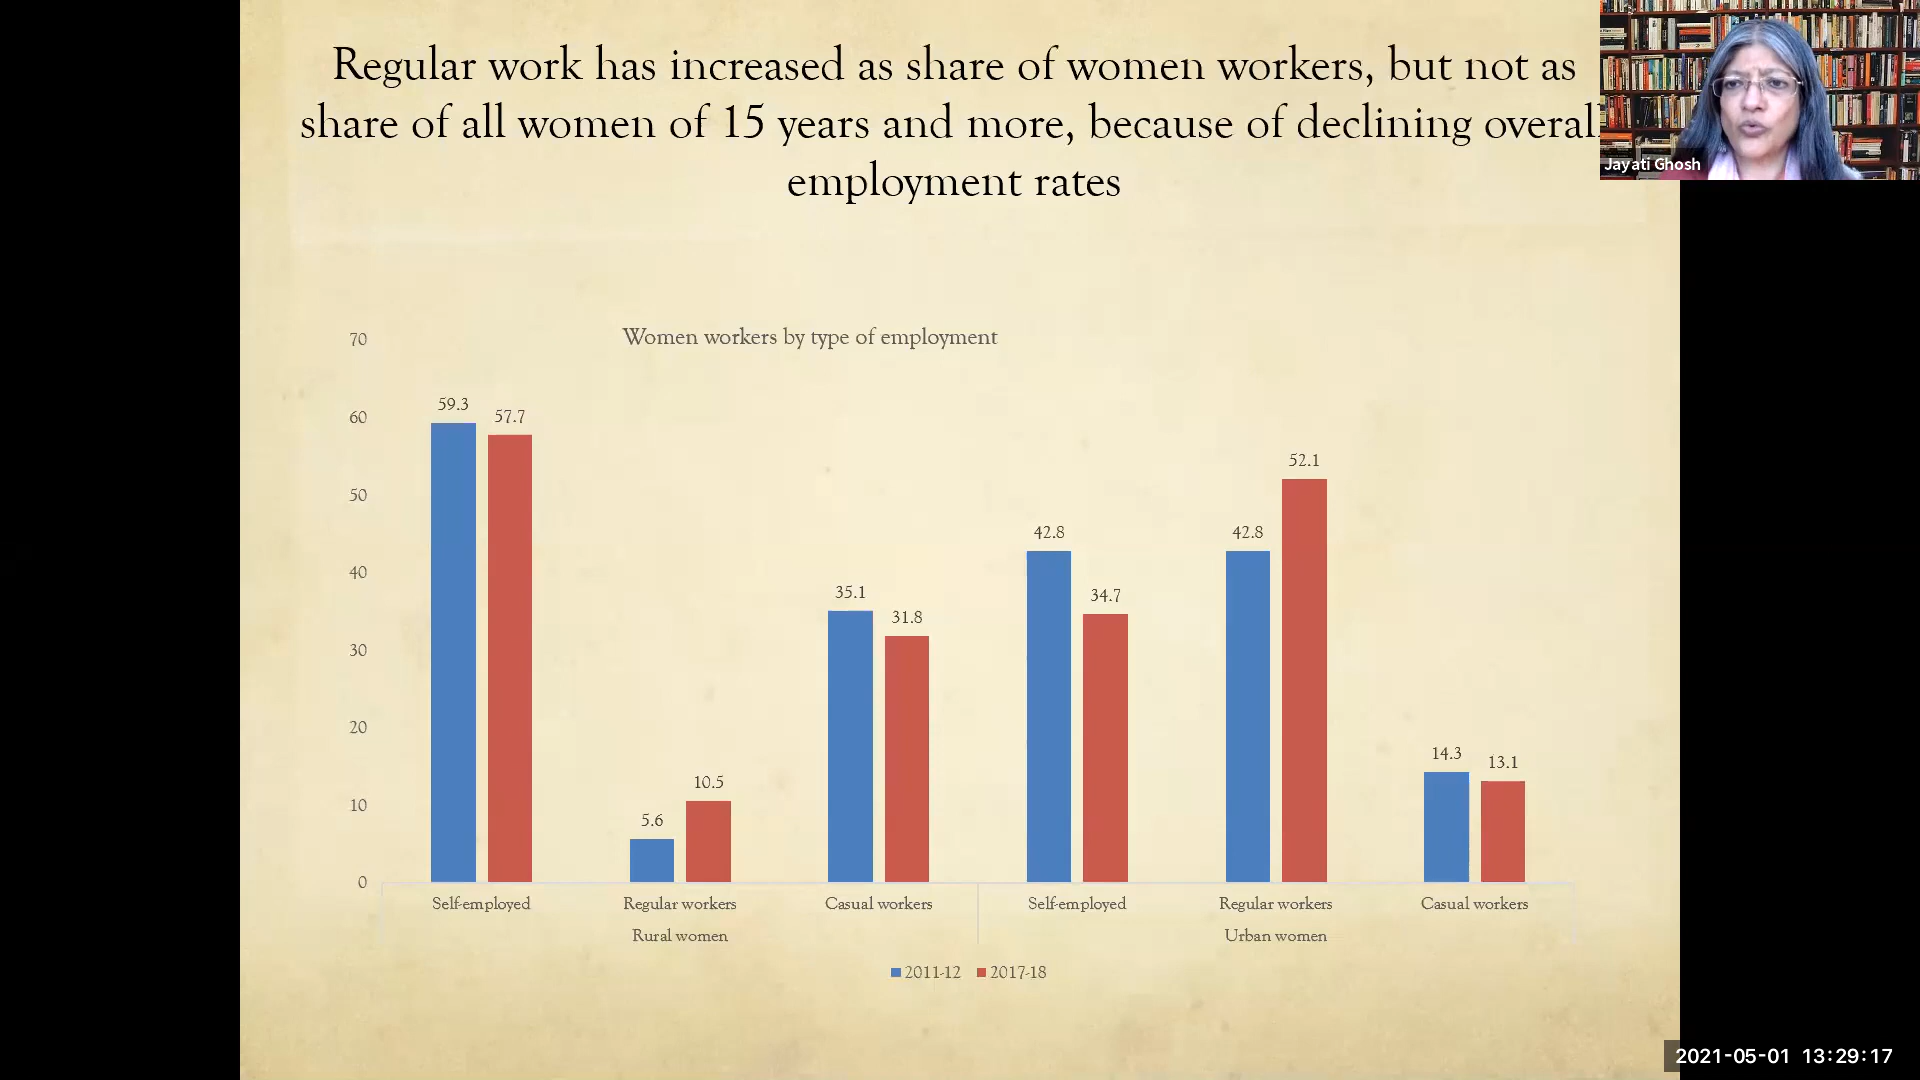 Regular work has increased as share of women workers, but not as
share of all women of 15 years and more, because of declining overall
employment rates
Jayati Ghosh
Women workers by type of employment
70
60
50
40
30
20
10
0
59.3
57.7
5.6
10.5
35.1
31.8
42.8
34.7
42.8
52.1
14.3
13.1
Self-employed
Regular workers
Casual workers
Self-employed
Regular workers
Casual workers
Rural women
Urban women
2011-12
2017-18
2021-05-01 13:29:17